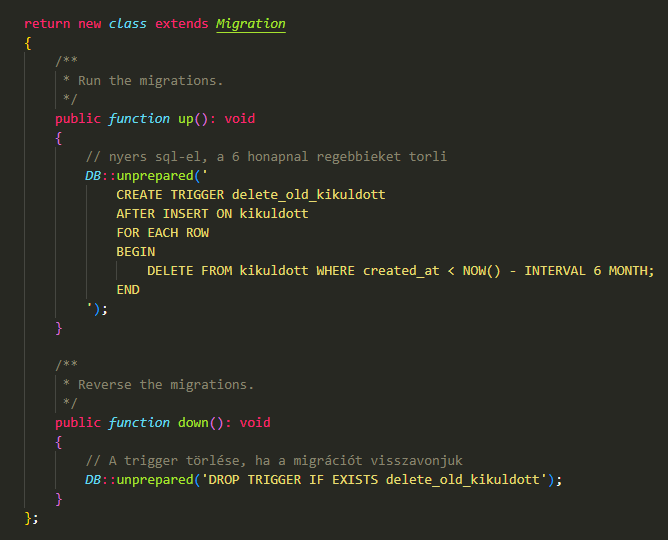 return new class extends Migration
{
/**
* Run the migrations.
*/
public function up(): void
{
// nyers sql-el, a 6 honapnal regebbieket torli
DB::unprepared('
CREATE TRIGGER delete_old_kikuldott
AFTER INSERT ON kikuldott
FOR EACH ROW
BEGIN
DELETE FROM kikuldott WHERE created_at < NOW() - INTERVAL 6 MONTH;
END
');
}
/**
* Reverse the migrations.
*/
public function down(): void
{
// A trigger törlése, ha a migrációt visszavonjuk
DB::unprepared('DROP TRIGGER IF EXISTS delete_old_kikuldott');
}
};